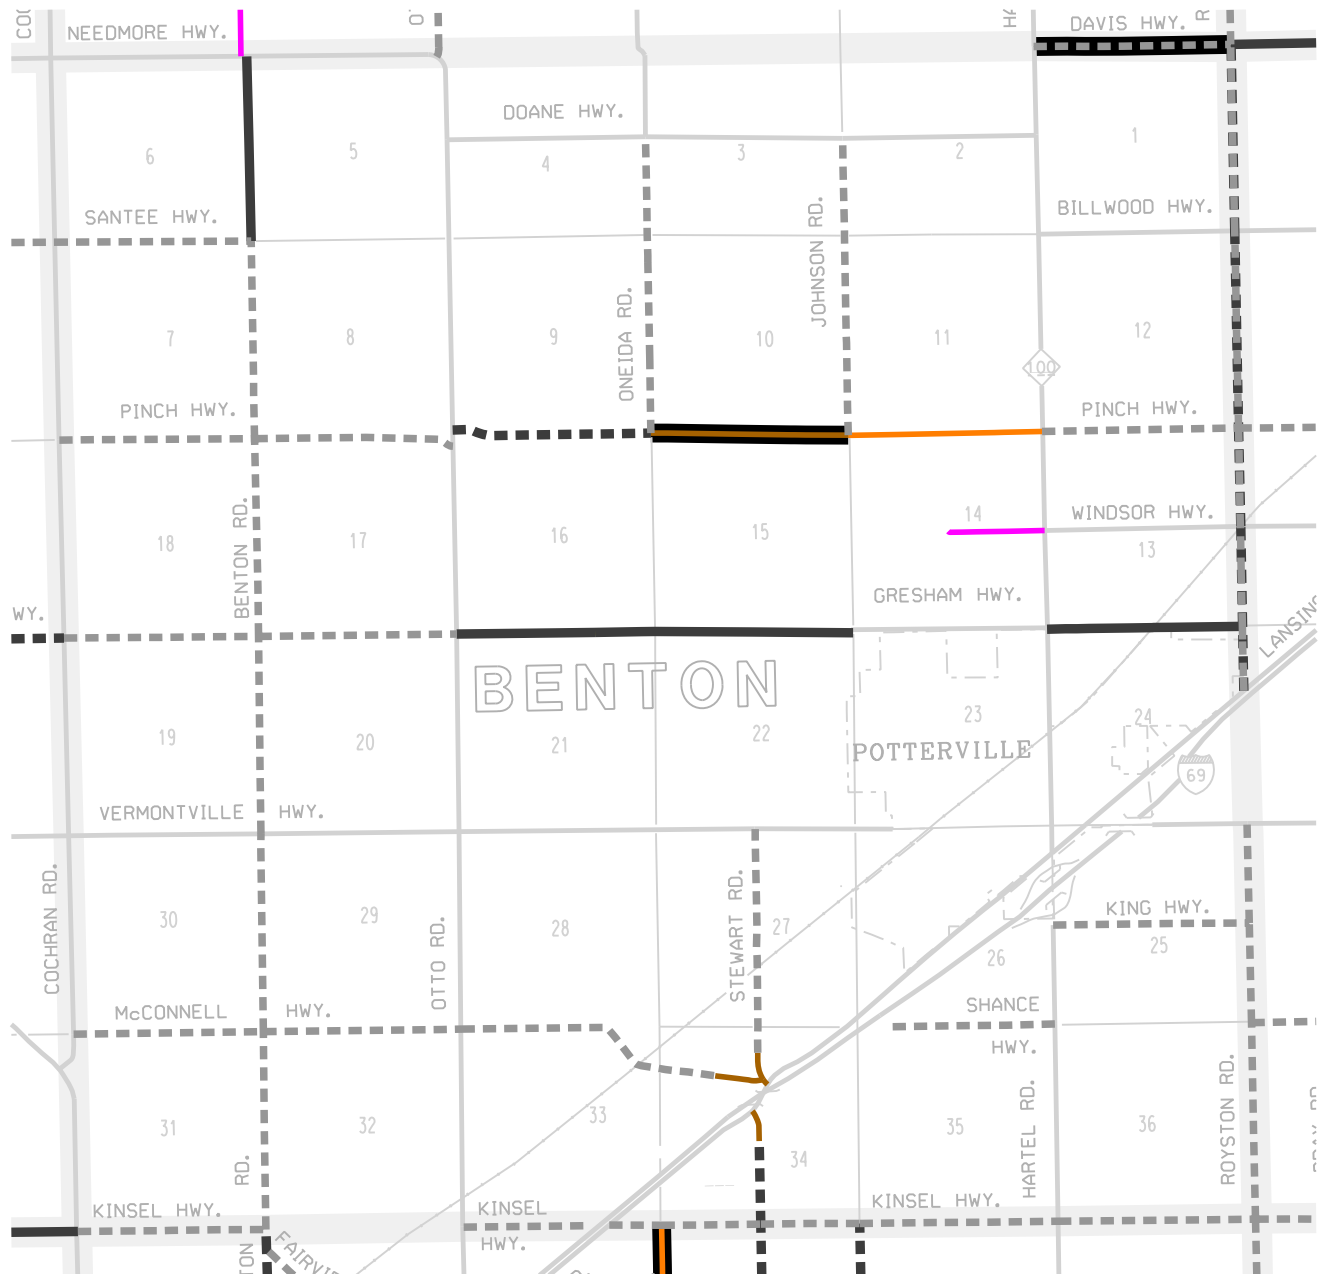 NEEDMORE HWY.
DAVIS HWY.
DOANE HWY.
6
5
4
3
2
1
SANTEE HWY.
BILLWOOD HWY.
ONEIDA RD.
JOHNSON RD.
7
8
9
10
11
12
100
PINCH HWY.
PINCH HWY.
BENTON RD.
18
17
16
15
14
WINDSOR HWY.
13
GRESHAM HWY.
WY.
LANSING
BENTON
19
20
21
22
23
24
POTTERVILLE
69
VERMONTVILLE HWY.
COCHRAN RD.
OTTO RD.
STEWART RD.
30
29
28
27
26
KING HWY.
25
McCONNELL HWY.
SHANCE
HWY.
HARTEL RD.
ROYSTON RD.
31
32
33
34
35
36
RD.
KINSEL HWY.
KINSEL
HWY.
KINSEL HWY.
TON
FAIRVI